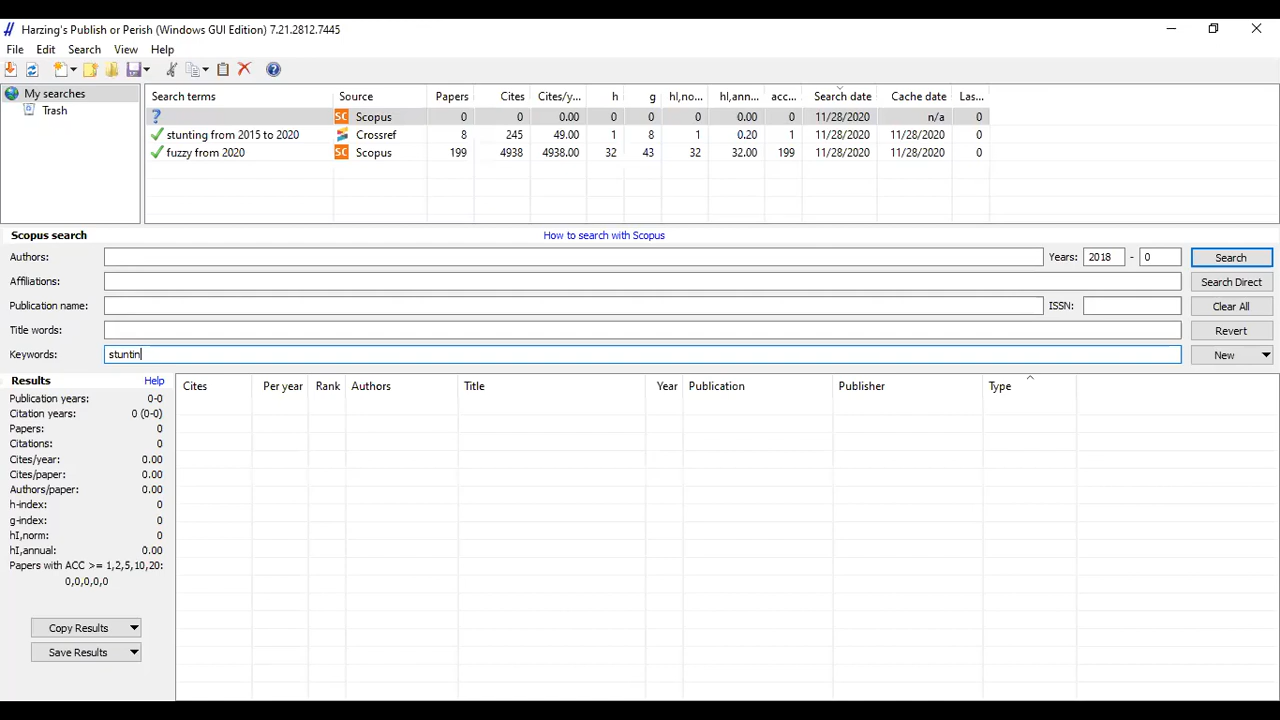 Harzing's Publish or Perish (Windows GUI Edition) 7.21.2812.7445
File Edit Search View Help
My searches
Trash
Search terms Source Papers Cites Cites/y... h g hI,no... hI,ann... acc... Search date Cache date Las...
? SC Scopus 0 0 0.00 0 0 0 0.00 0 11/28/2020 n/a 0
stunting from 2015 to 2020 Crossref 8 245 49.00 1 8 1 0.20 1 11/28/2020 11/28/2020 0
fuzzy from 2020 SC Scopus 199 4938 4938.00 32 43 32 32.00 199 11/28/2020 11/28/2020 0
Scopus search How to search with Scopus
Authors: Years: 2018 - 0 Search
Affiliations: Search Direct
Publication name: ISSN: Clear All
Title words: Revert
Keywords: stuntin New
Results Help
Publication years: 0-0
Citation years: 0 (0-0)
Papers: 0
Citations: 0
Cites/year: 0.00
Cites/paper: 0.00
Authors/paper: 0.00
h-index: 0
g-index: 0
hI,norm: 0
hI,annual: 0.00
Papers with ACC >= 1,2,5,10,20:
0,0,0,0,0
Copy Results
Save Results
Cites Per year Rank Authors Title Year Publication Publisher Type